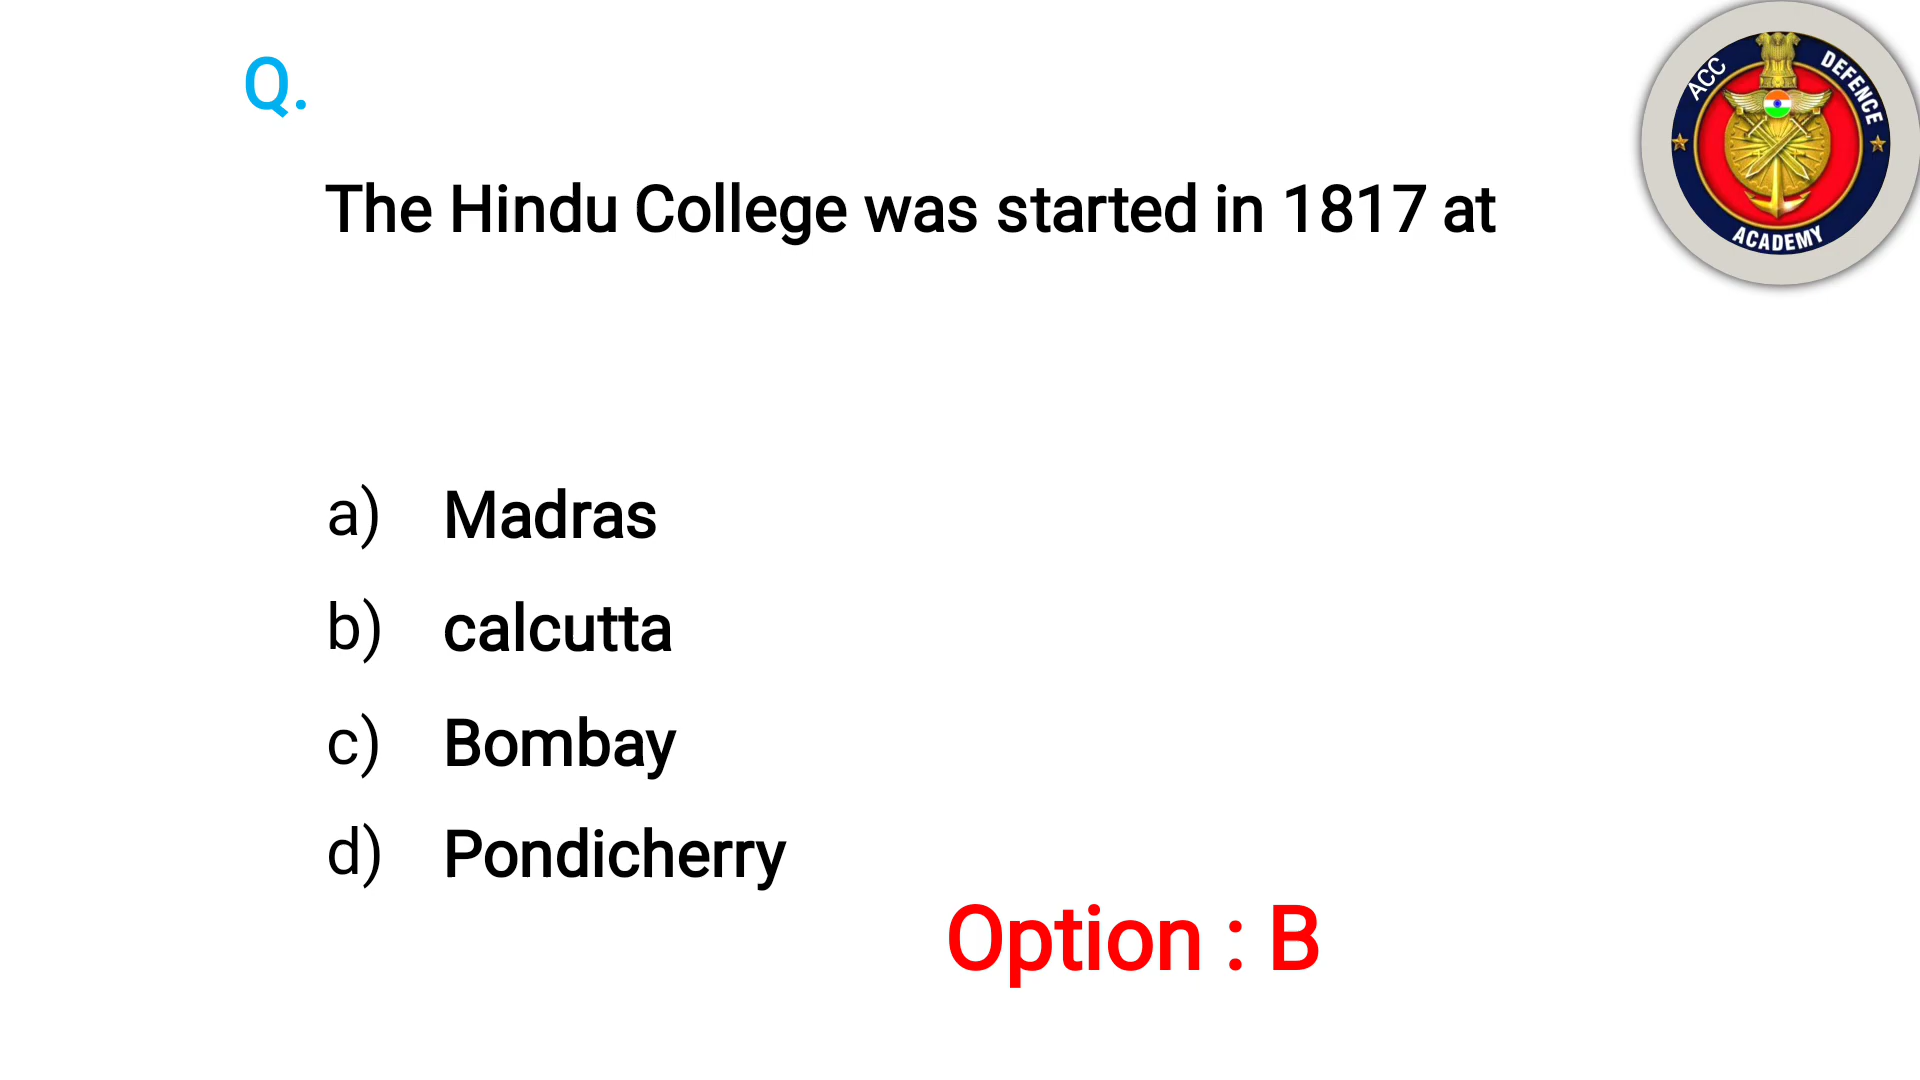 Q.
ACC DEFENCE
ACADEMY
The Hindu College was started in 1817 at
a) Madras
b) calcutta
c) Bombay
d) Pondicherry
Option : B